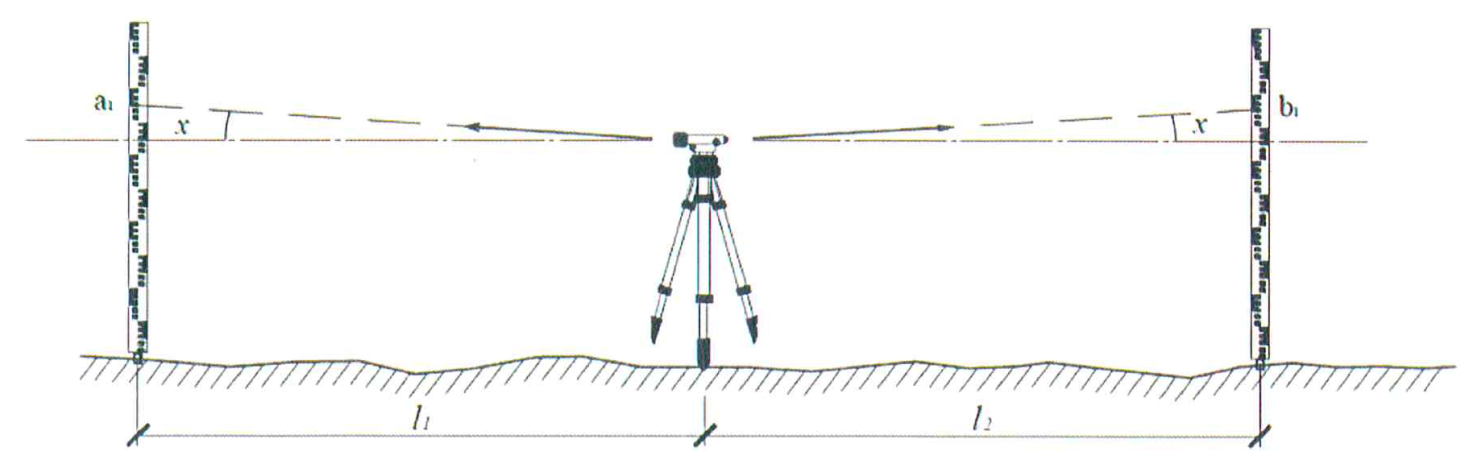 a₁
x
x
b₁
l₁
l₂